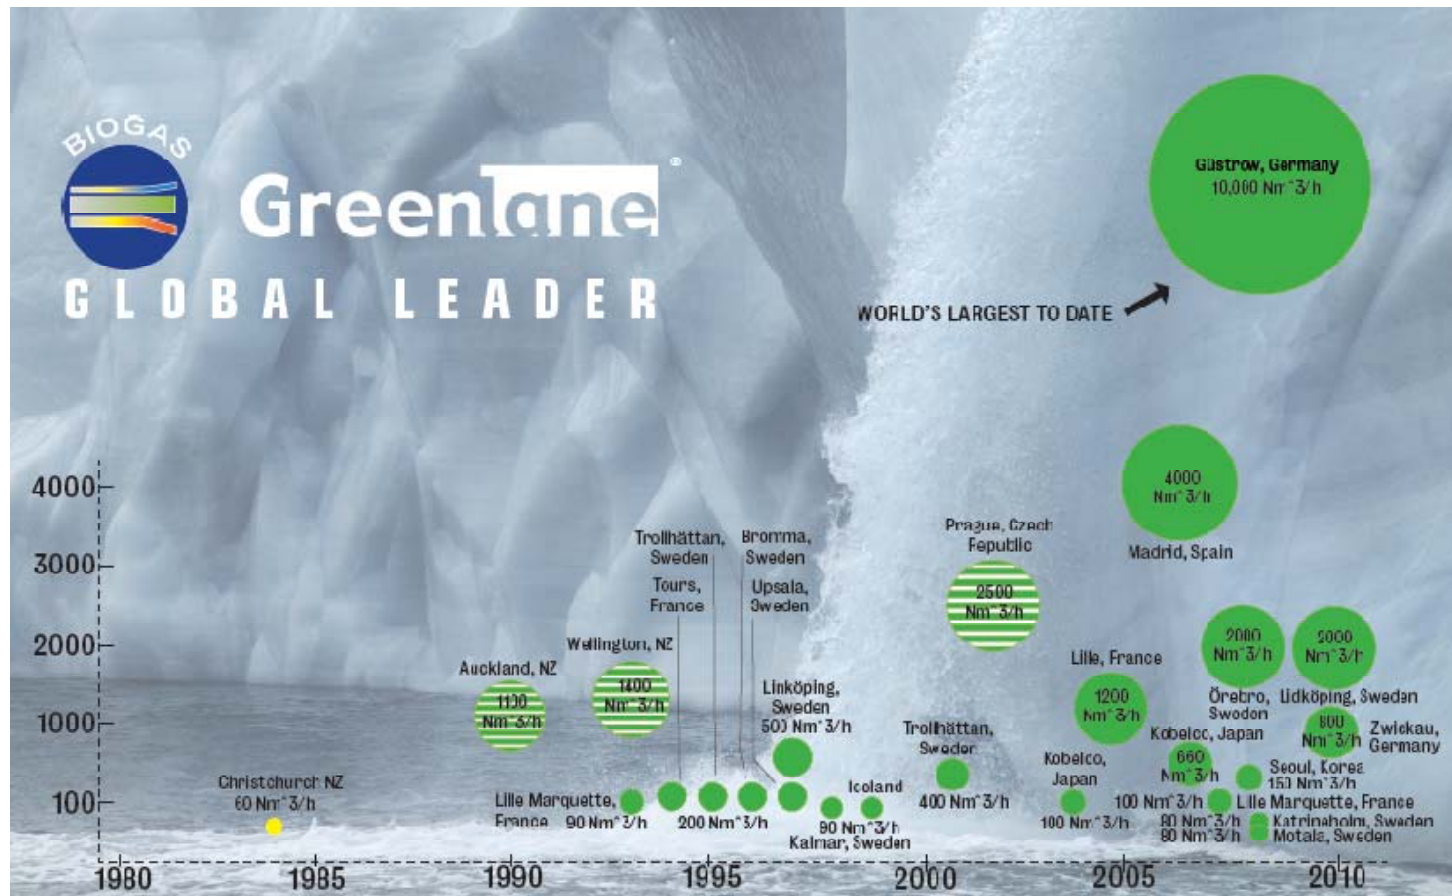 BIOGAS
Greenlane®
GLOBAL LEADER
Güstrow, Germany
10,000 Nm^3/h
WORLD'S LARGEST TO DATE
4000
3000
2000
1000
100
4000
Nm^3/h
Madrid, Spain
Prague, Czech
Republic
2500
Nm^3/h
Trollhättan,
Sweden
Bromma,
Sweden
Tours,
France
Upsala,
Sweden
Wellington, NZ
1400
Nm^3/h
Auckland, NZ
1100
Nm^3/h
Linköping,
Sweden
500 Nm^3/h
Lille, France
1200
Nm^3/h
2000
Nm^3/h
Örebro,
Sweden
2000
Nm^3/h
Lidköping, Sweden
Trollhättan,
Sweden
400 Nm^3/h
Kobelco,
Japan
100 Nm^3/h
Kobelco, Japan
660
Nm^3/h
800
Nm^3/h
Zwickau,
Germany
Seoul, Korea
150 Nm^3/h
Christchurch NZ
60 Nm^3/h
Lille Marquette,
France
90 Nm^3/h
200 Nm^3/h
Iceland
90 Nm^3/h
Kalmar, Sweden
100 Nm^3/h
Lille Marquette, France
80 Nm^3/h
Katrineholm, Sweden
80 Nm^3/h
Motala, Sweden
1980
1985
1990
1995
2000
2005
2010